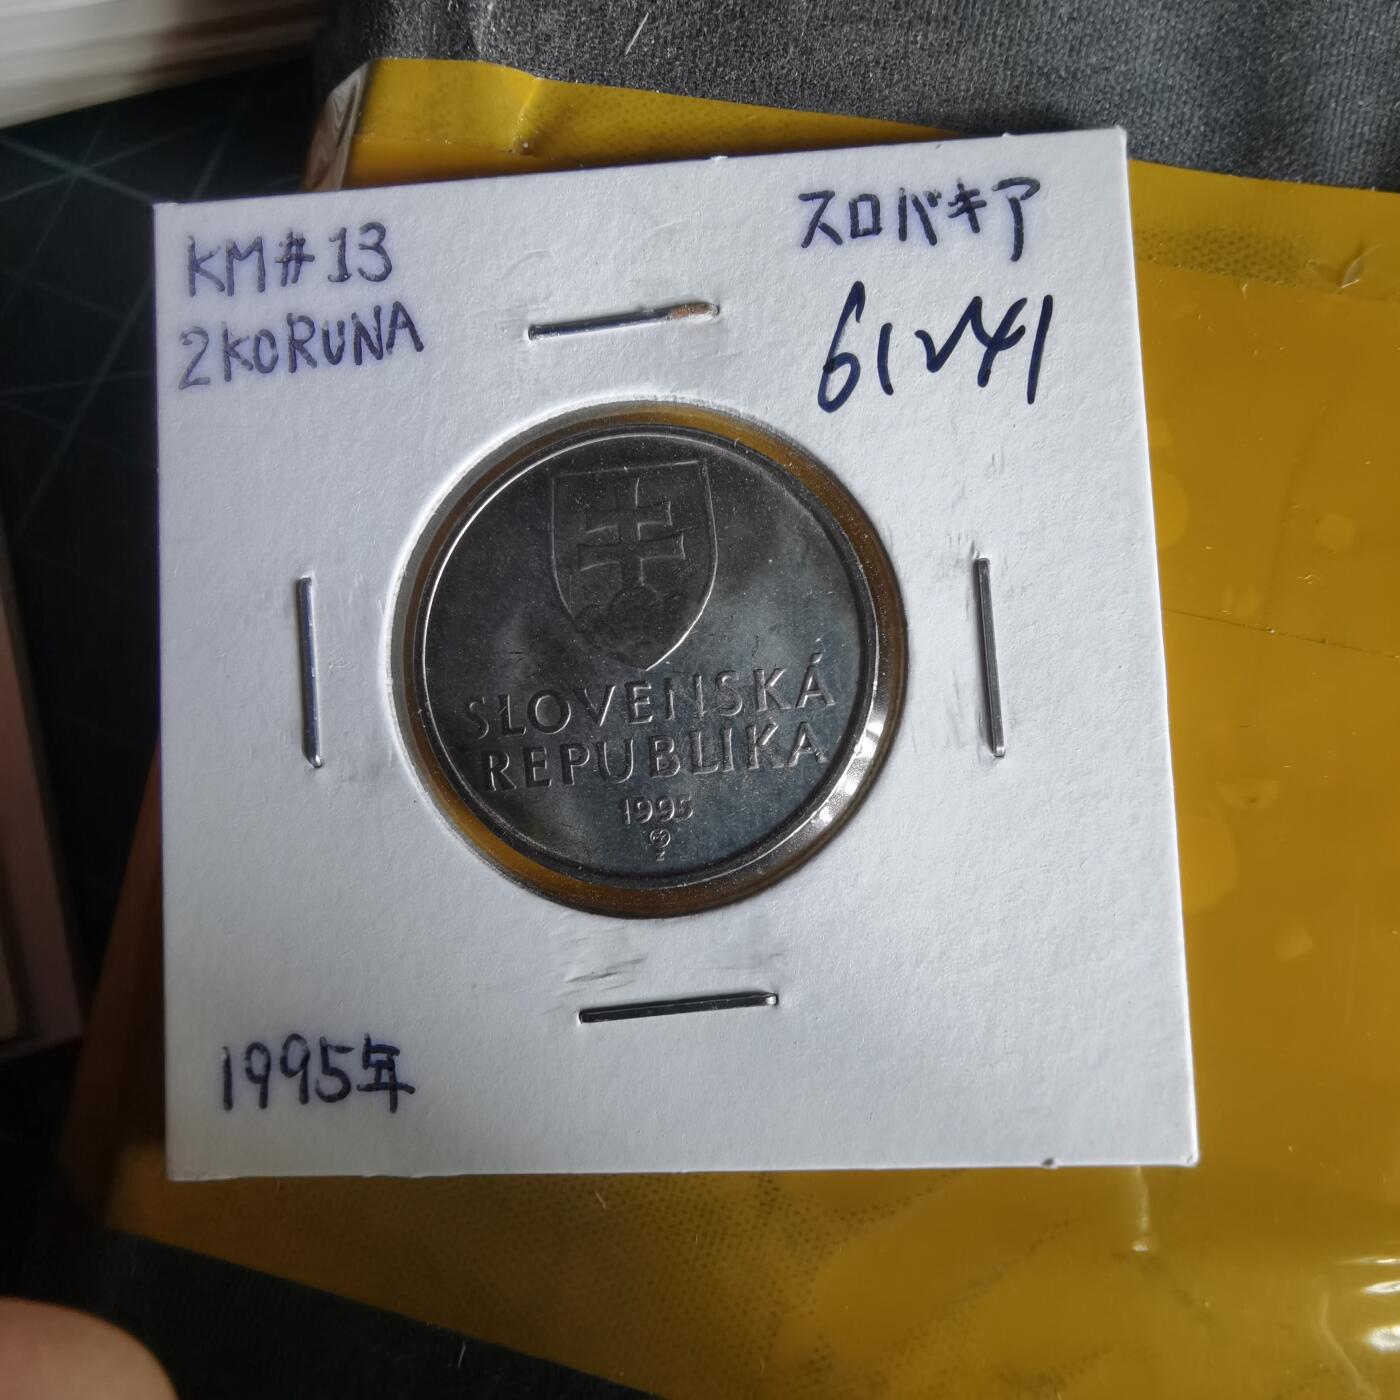 KM#13
2KORUNA
スロバキア
61241
SLOVENSKÁ
REPUBLIKA
1995
1995年